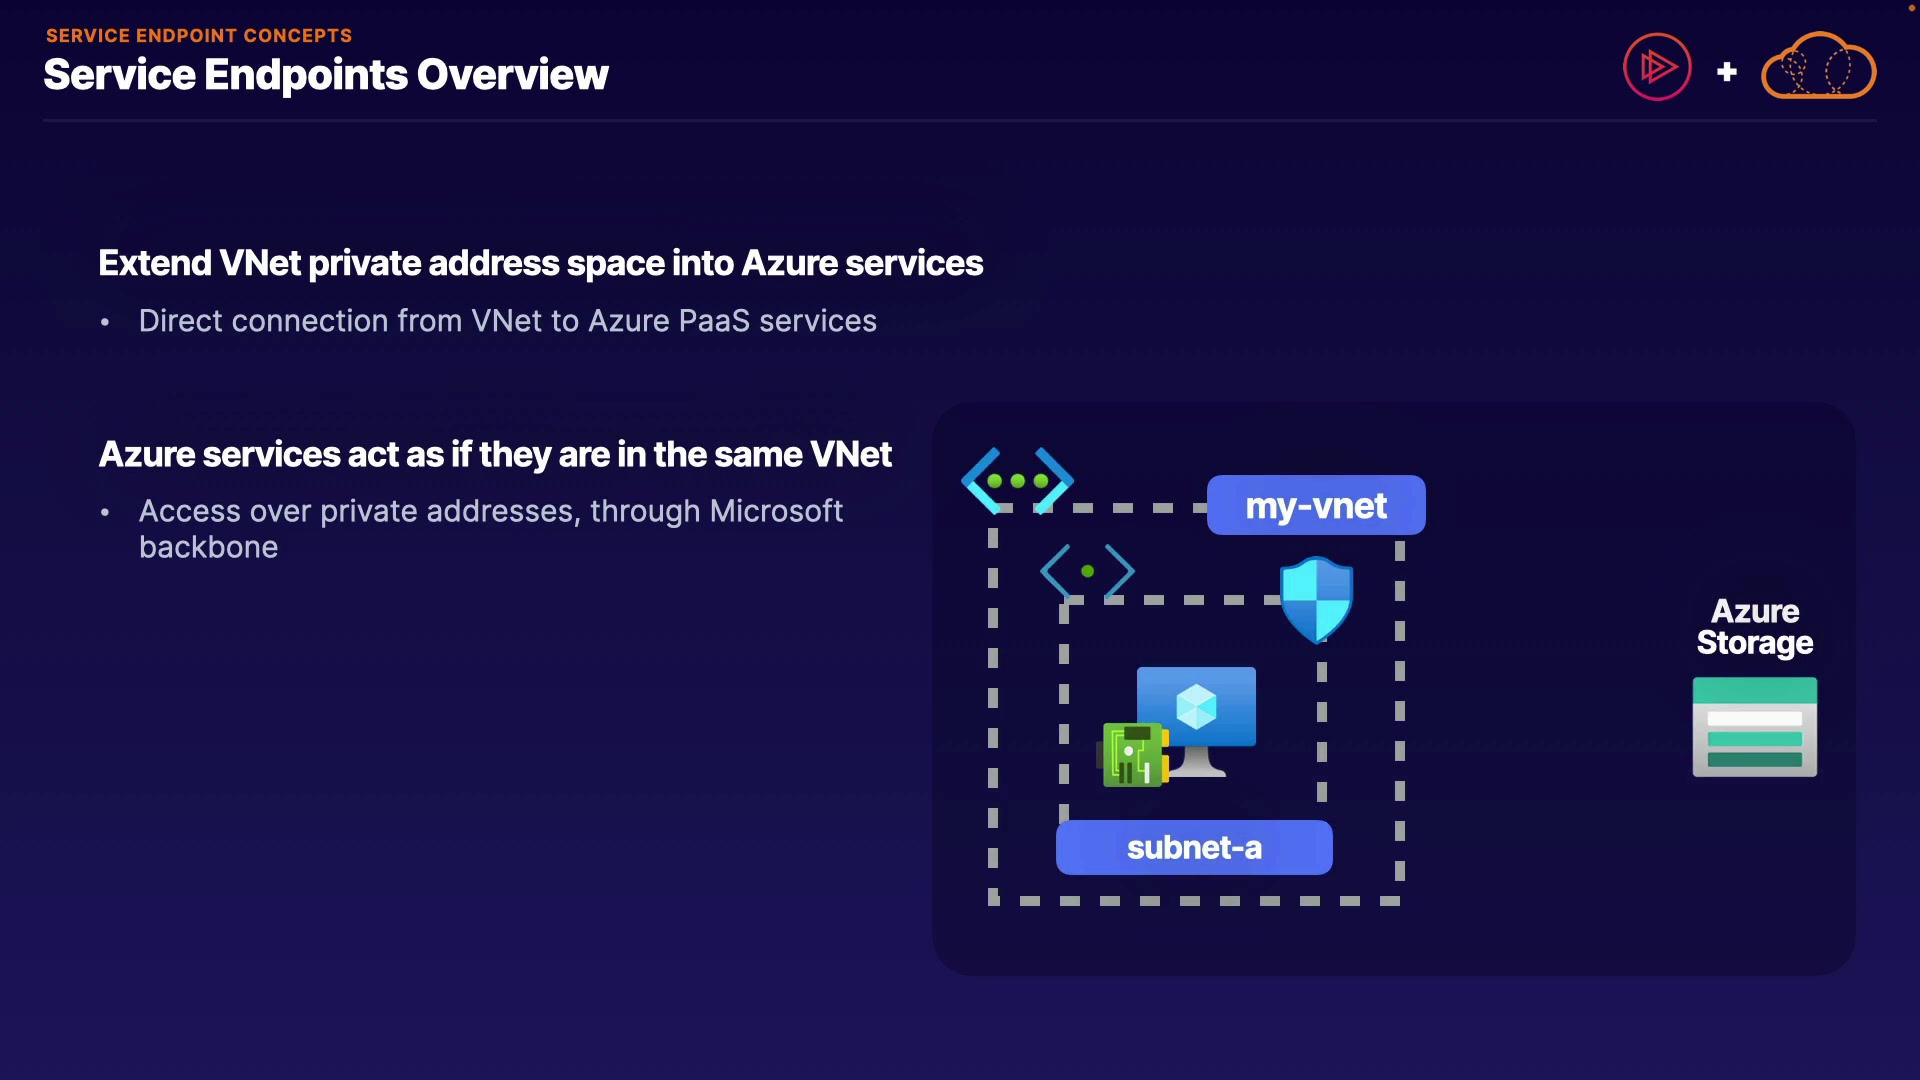 SERVICE ENDPOINT CONCEPTS
Service Endpoints Overview
+
Extend VNet private address space into Azure services
• Direct connection from VNet to Azure PaaS services
Azure services act as if they are in the same VNet
• Access over private addresses, through Microsoft
backbone
my-vnet
Azure
Storage
subnet-a